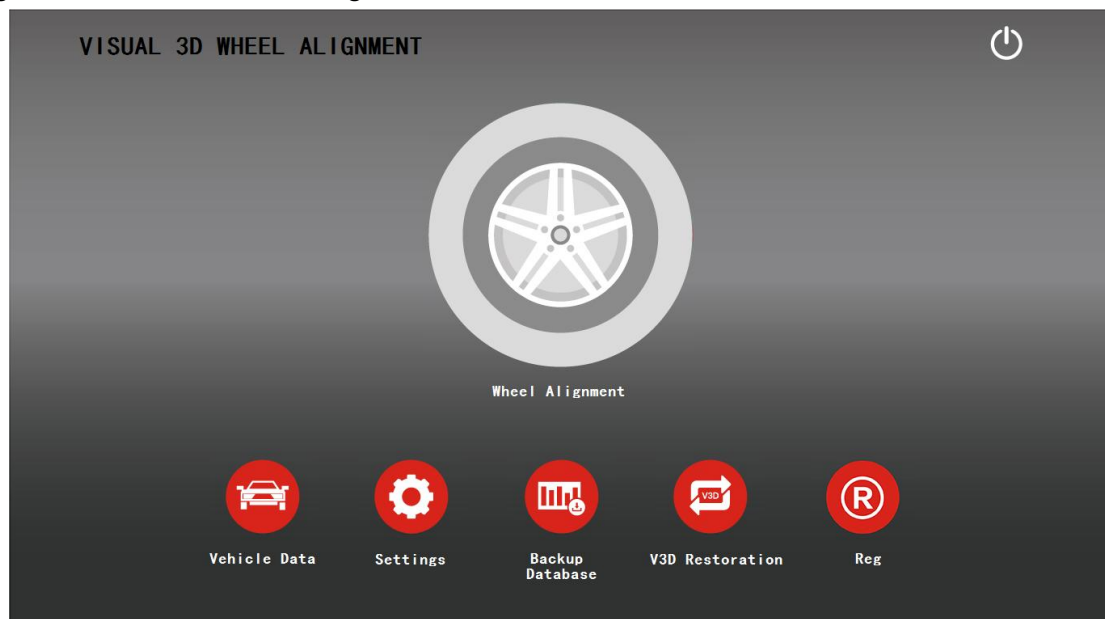 VISUAL 3D WHEEL ALIGNMENT
Wheel Alignment
V3D
R
Vehicle Data
Settings
Backup
Database
V3D Restoration
Reg